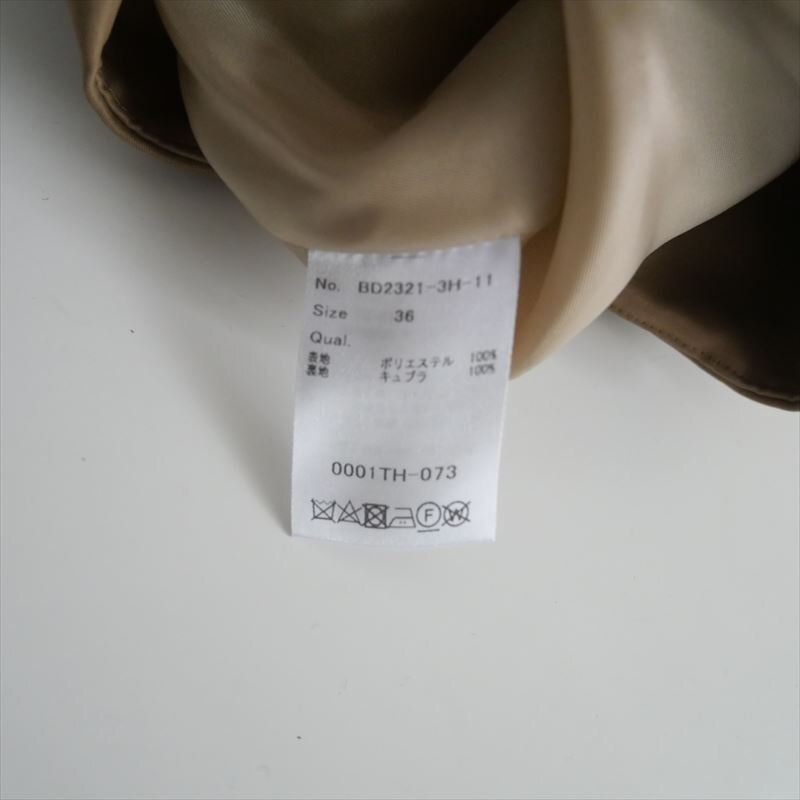 No. BD2321-3H-11
Size 36
Qual.
表地 ポリエステル 100%
裏地 キュプラ 100%
0001TH-073
F W